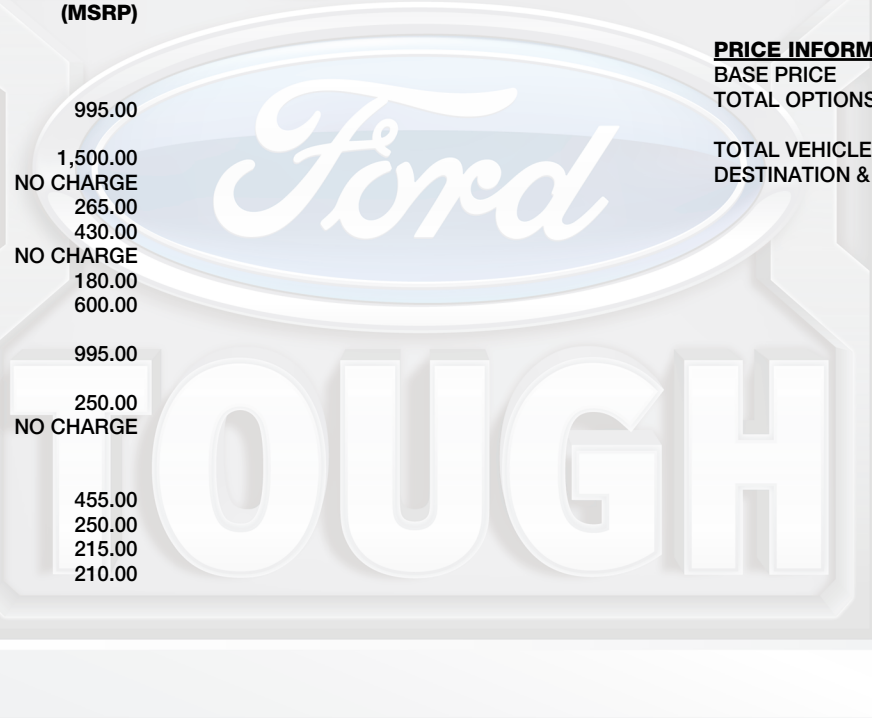 (MSRP)
995.00
1,500.00
NO CHARGE
265.00
430.00
NO CHARGE
180.00
600.00
995.00
250.00
NO CHARGE
455.00
250.00
215.00
210.00
PRICE INFORM
BASE PRICE
TOTAL OPTIONS
TOTAL VEHICLE
DESTINATION &
Ford
TOUGH